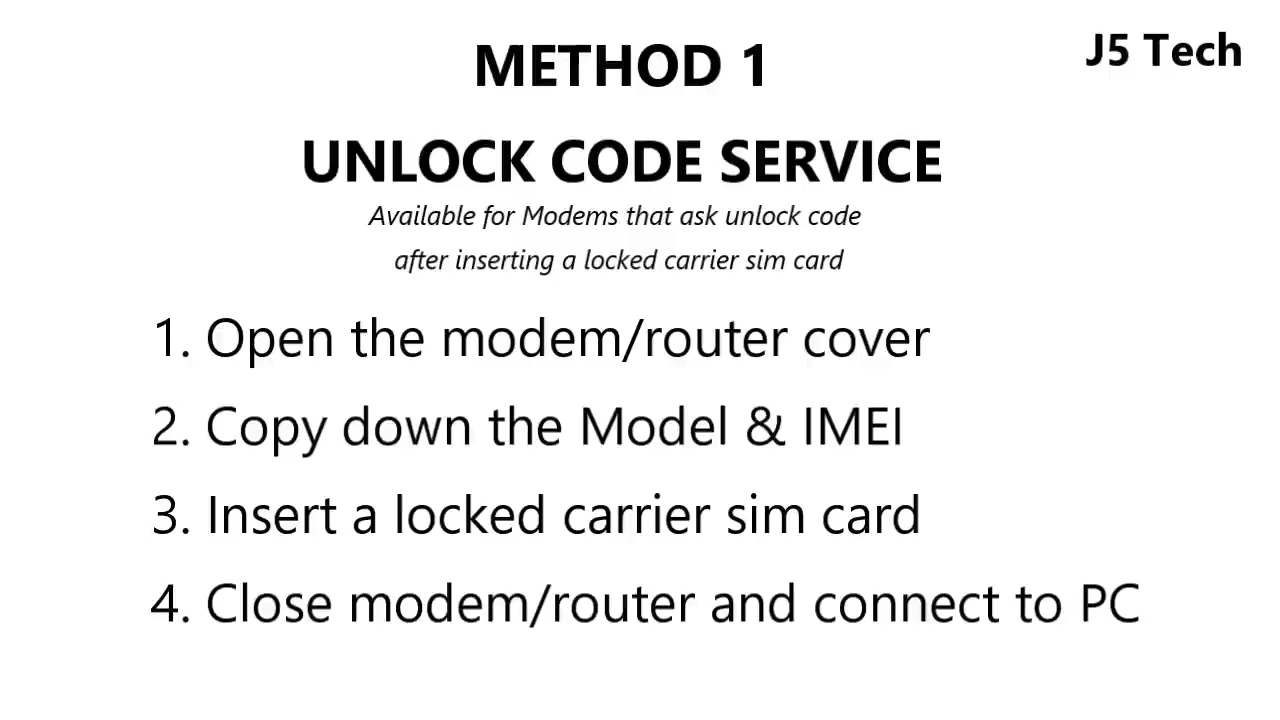 METHOD 1
J5 Tech
UNLOCK CODE SERVICE
Available for Modems that ask unlock code
after inserting a locked carrier sim card
1. Open the modem/router cover
2. Copy down the Model & IMEI
3. Insert a locked carrier sim card
4. Close modem/router and connect to PC